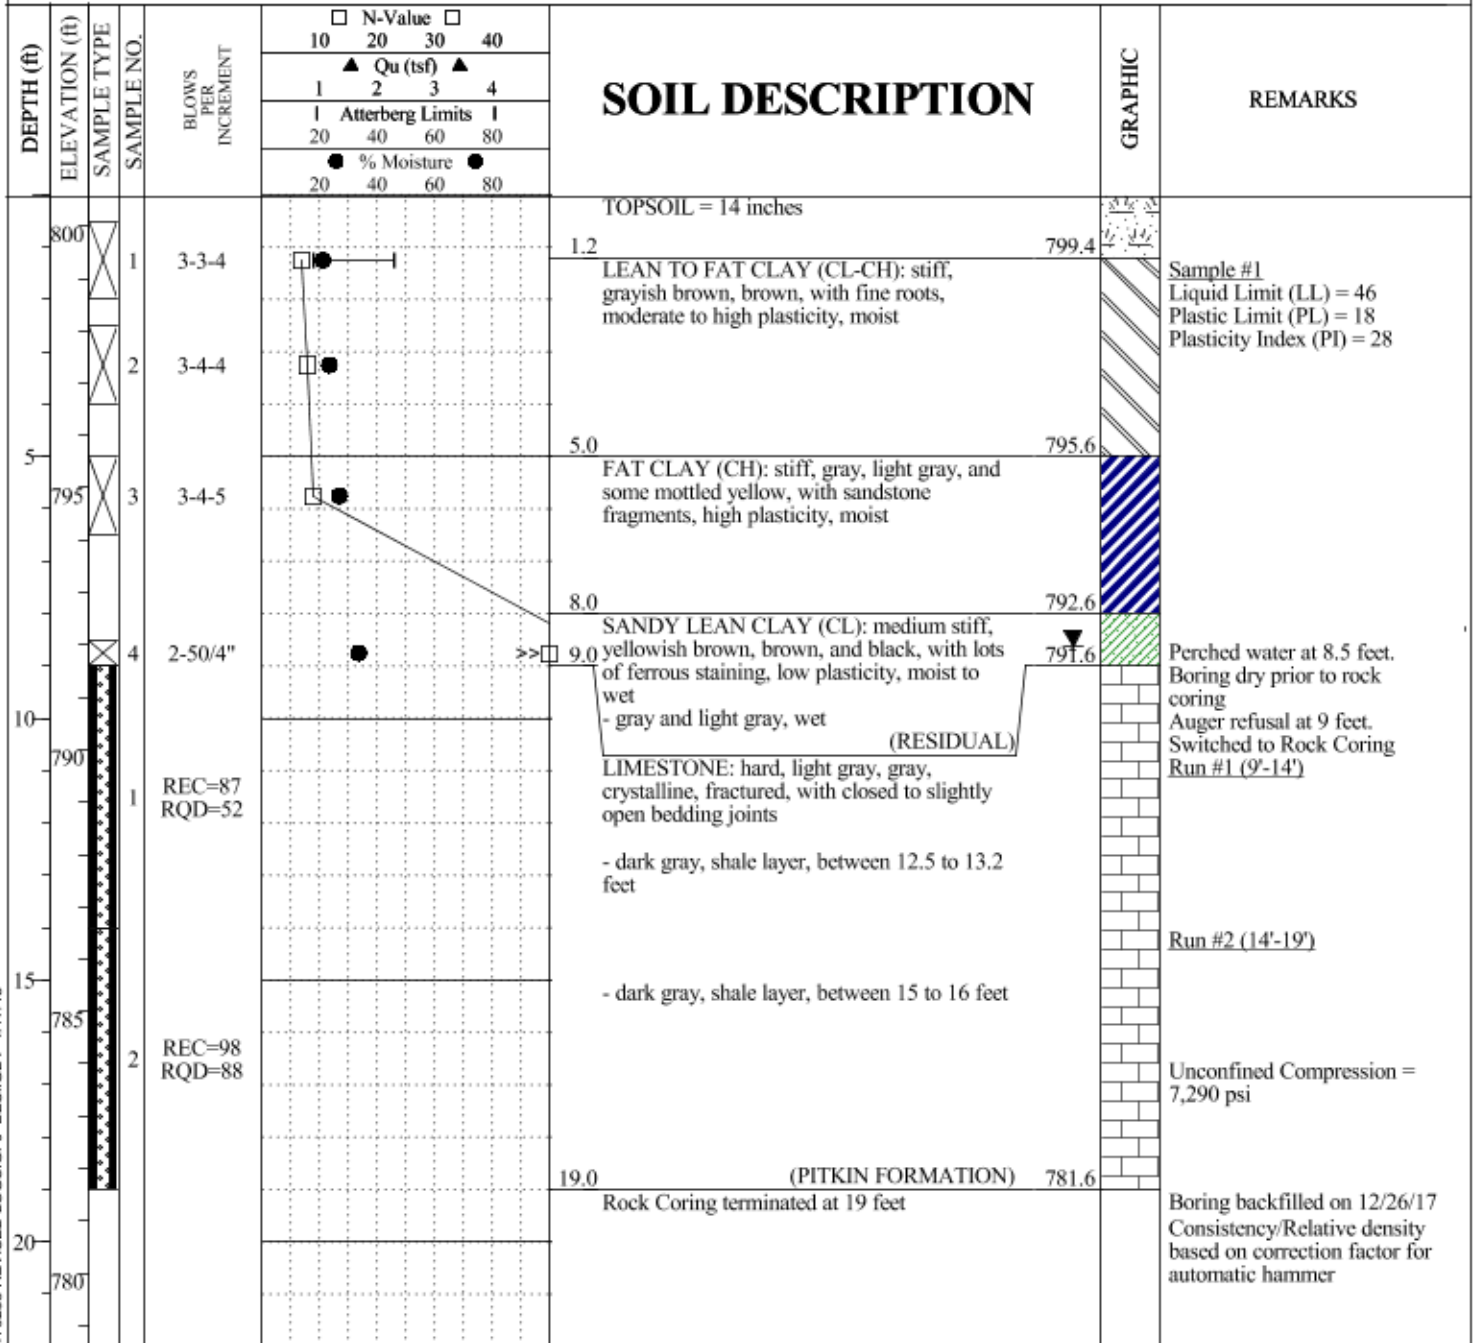 DEPTH (ft)
ELEVATION (ft)
SAMPLE TYPE
SAMPLE NO.
BLOWS
PER
INCREMENT
N-Value
10 20 30 40
Qu (tsf)
1 2 3 4
Atterberg Limits
20 40 60 80
% Moisture
20 40 60 80
SOIL DESCRIPTION
GRAPHIC
REMARKS
TOPSOIL = 14 inches
800
1.2 799.4
1 3-3-4
LEAN TO FAT CLAY (CL-CH): stiff,
grayish brown, brown, with fine roots,
moderate to high plasticity, moist
Sample #1
Liquid Limit (LL) = 46
Plastic Limit (PL) = 18
Plasticity Index (PI) = 28
2 3-4-4
5
5.0 795.6
795
3 3-4-5
FAT CLAY (CH): stiff, gray, light gray, and
some mottled yellow, with sandstone
fragments, high plasticity, moist
8.0 792.6
4 2-50/4"
>>
9.0 791.6
SANDY LEAN CLAY (CL): medium stiff,
yellowish brown, brown, and black, with lots
of ferrous staining, low plasticity, moist to
wet
- gray and light gray, wet
(RESIDUAL)
Perched water at 8.5 feet.
Boring dry prior to rock
coring
Auger refusal at 9 feet.
Switched to Rock Coring
Run #1 (9'-14')
10
790
1
REC=87
RQD=52
LIMESTONE: hard, light gray, gray,
crystalline, fractured, with closed to slightly
open bedding joints
- dark gray, shale layer, between 12.5 to 13.2
feet
Run #2 (14'-19')
15
785
- dark gray, shale layer, between 15 to 16 feet
2
REC=98
RQD=88
Unconfined Compression =
7,290 psi
19.0 (PITKIN FORMATION) 781.6
Rock Coring terminated at 19 feet
20
780
Boring backfilled on 12/26/17
Consistency/Relative density
based on correction factor for
automatic hammer